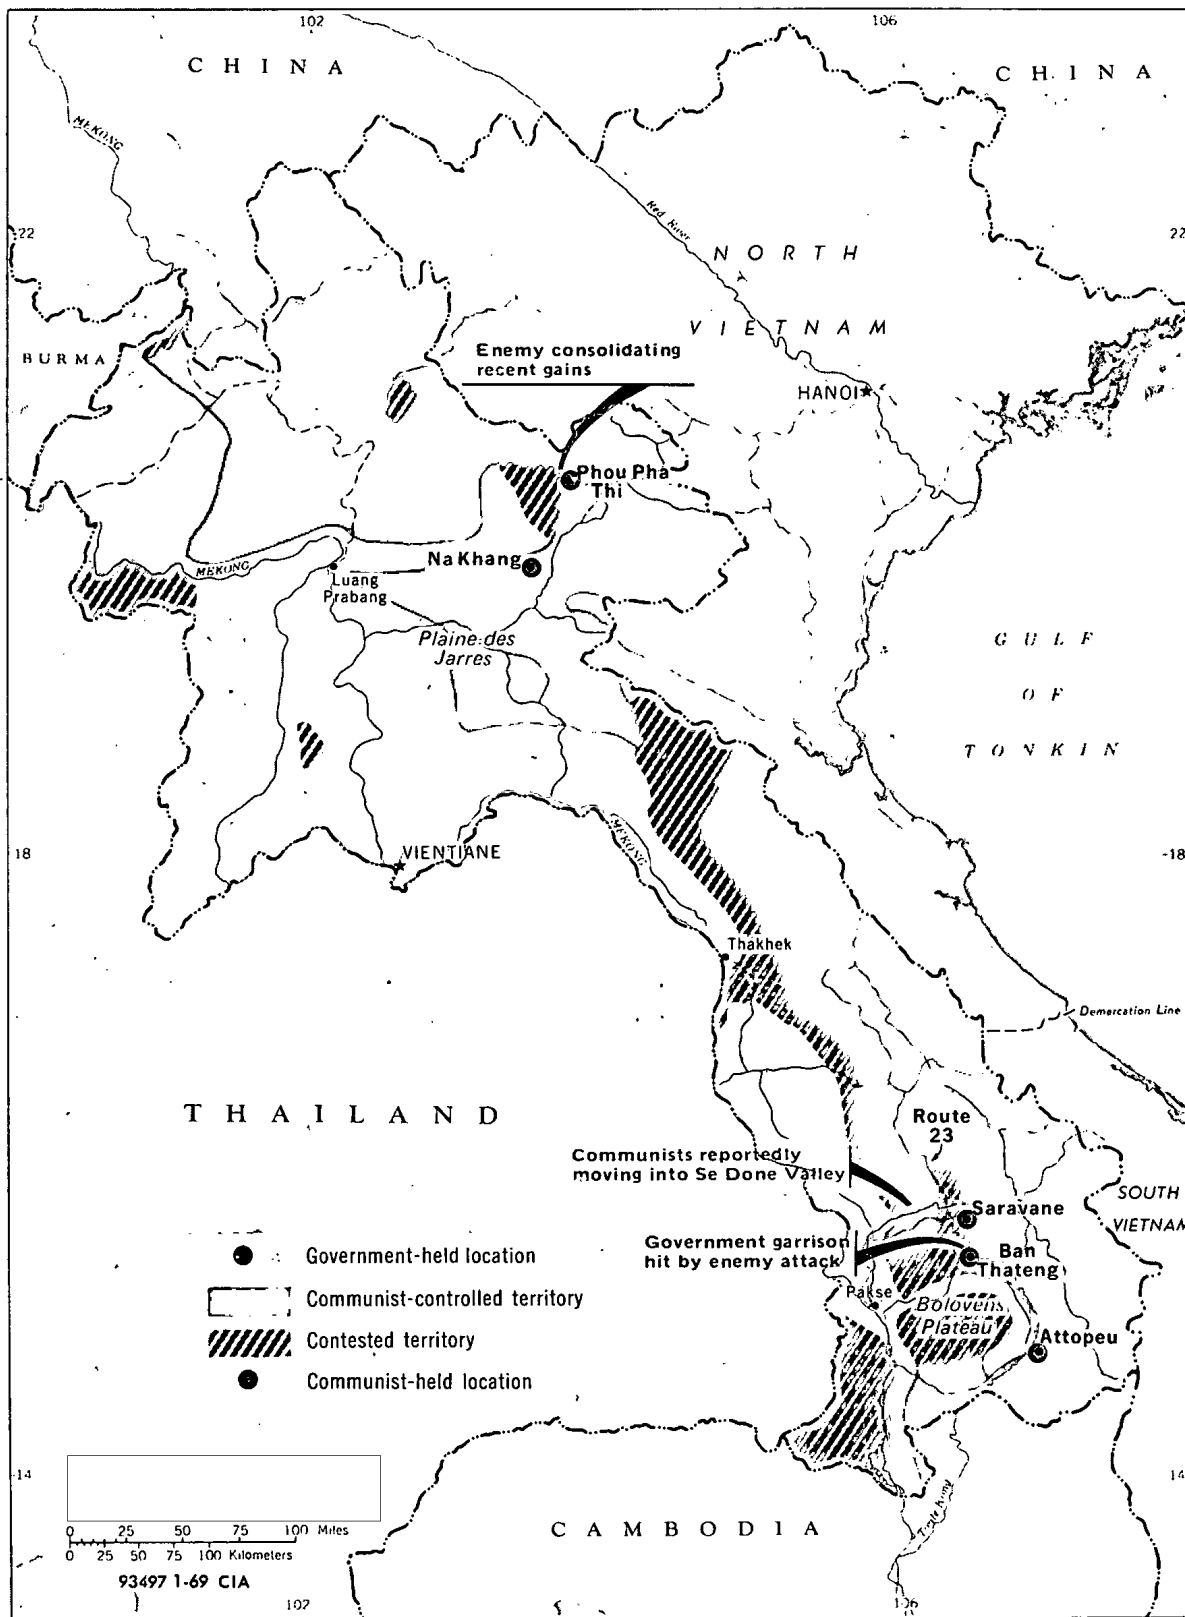 102
106
CHINA
CHINA
MEKONG
Red River
22
22
NORTH
VIETNAM
BURMA
Enemy consolidating
recent gains
HANOI
Phou Pha
Thi
Na Khang
MEKONG
Luang
Prabang
Plaine des
Jarres
GULF
OF
TONKIN
MEKONG
18
VIENTIANE
18
Thakhek
Demarcation Line
THAILAND
Route
23
Communists reportedly
moving into Se Done Valley
SOUTH
VIETNAM
Saravane
Government garrison
hit by enemy attack
Ban
Thateng
Pakse
Bolovens
Plateau
Attopeu
Government-held location
Communist-controlled territory
Contested territory
Communist-held location
14
14
0 25 50 75 100 Miles
0 25 50 75 100 Kilometers
CAMBODIA
93497 1-69 CIA
102
106